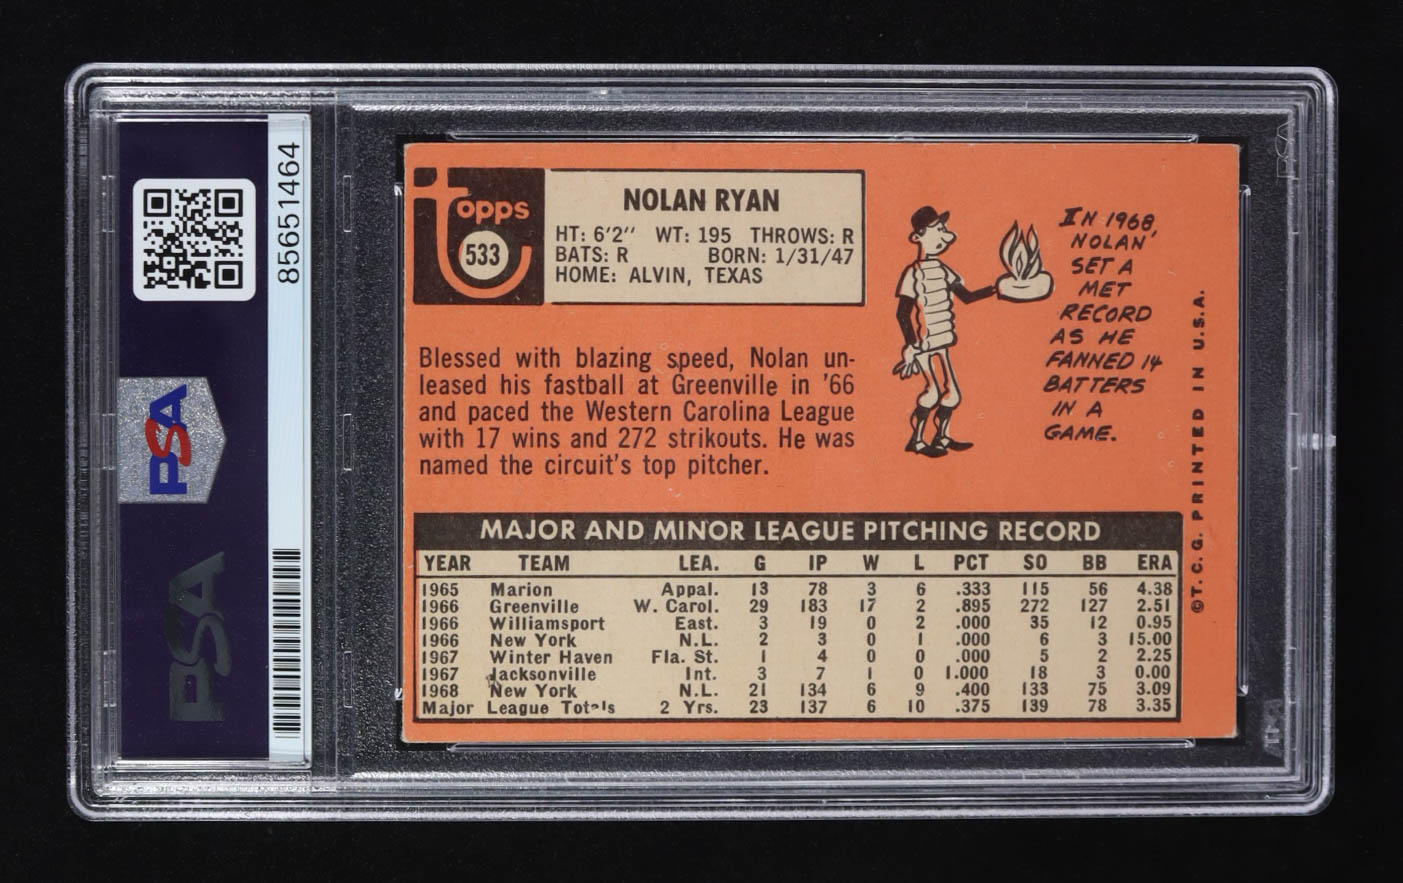 85651464
PSA
PSA
Topps
533
NOLAN RYAN
HT: 6'2" WT: 195 THROWS: R
BATS: R BORN: 1/31/47
HOME: ALVIN, TEXAS
IN 1968,
NOLAN
SET A
MET
RECORD
AS HE
FANNED 14
BATTERS
IN A
GAME.
Blessed with blazing speed, Nolan un-
leased his fastball at Greenville in '66
and paced the Western Carolina League
with 17 wins and 272 strikouts. He was
named the circuit's top pitcher.
MAJOR AND MINOR LEAGUE PITCHING RECORD
YEAR TEAM LEA. G IP W L PCT SO BB ERA
1965 Marion Appal. 13 78 3 6 .333 115 56 4.38
1966 Greenville W. Carol. 29 183 17 2 .895 272 127 2.51
1966 Williamsport East. 3 19 0 2 .000 35 12 0.95
1966 New York N.L. 2 3 0 1 .000 6 3 15.00
1967 Winter Haven Fla. St. 1 4 0 0 .000 5 2 2.25
1967 Jacksonville Int. 3 7 1 0 1.000 18 3 0.00
1968 New York N.L. 21 134 6 9 .400 133 75 3.09
Major League Totals 2 Yrs. 23 137 6 10 .375 139 78 3.35
©T.C.G. PRINTED IN U.S.A.
PSA
PSA